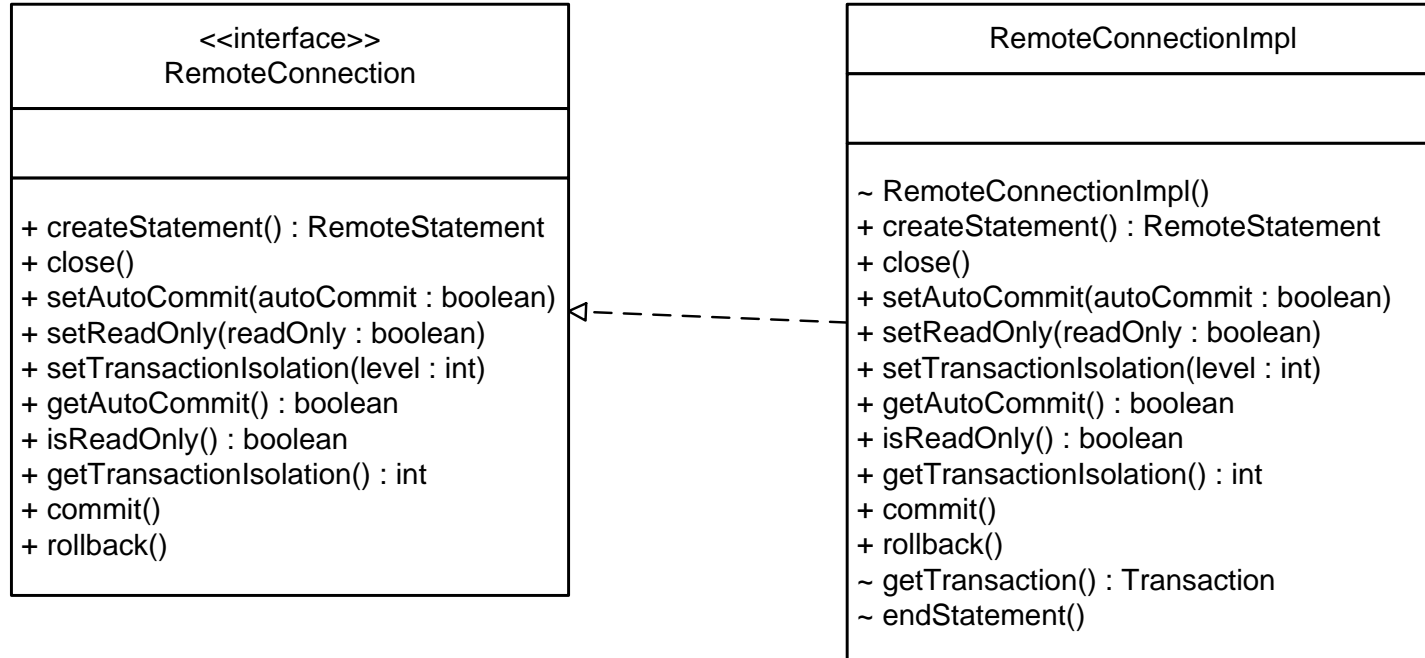 <<interface>>
RemoteConnection
+ createStatement() : RemoteStatement
+ close()
+ setAutoCommit(autoCommit : boolean)
+ setReadOnly(readOnly : boolean)
+ setTransactionIsolation(level : int)
+ getAutoCommit() : boolean
+ isReadOnly() : boolean
+ getTransactionIsolation() : int
+ commit()
+ rollback()
RemoteConnectionImpl
~ RemoteConnectionImpl()
+ createStatement() : RemoteStatement
+ close()
+ setAutoCommit(autoCommit : boolean)
+ setReadOnly(readOnly : boolean)
+ setTransactionIsolation(level : int)
+ getAutoCommit() : boolean
+ isReadOnly() : boolean
+ getTransactionIsolation() : int
+ commit()
+ rollback()
~ getTransaction() : Transaction
~ endStatement()